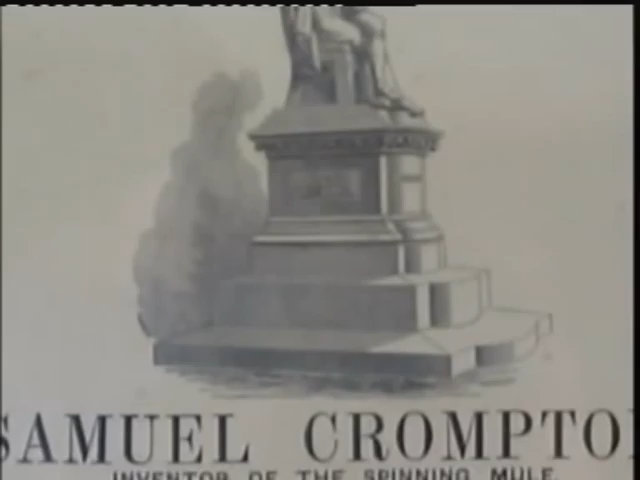 SAMUEL CROMPTO
INVENTOR OF THE SPINNING MULE.